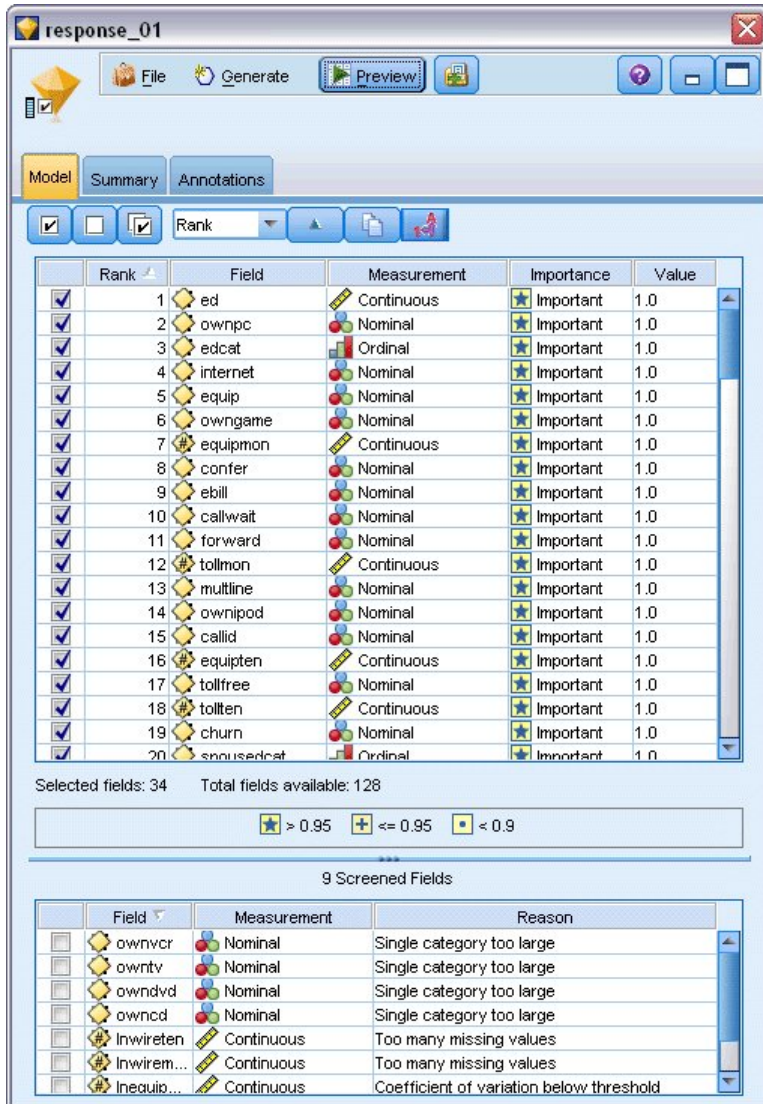 response_01
File Generate Preview
Model Summary Annotations
Rank
Rank Field Measurement Importance Value
1 ed Continuous Important 1.0
2 ownpc Nominal Important 1.0
3 edcat Ordinal Important 1.0
4 internet Nominal Important 1.0
5 equip Nominal Important 1.0
6 owngame Nominal Important 1.0
7 equipmon Continuous Important 1.0
8 confer Nominal Important 1.0
9 ebill Nominal Important 1.0
10 callwait Nominal Important 1.0
11 forward Nominal Important 1.0
12 tollmon Continuous Important 1.0
13 multline Nominal Important 1.0
14 ownipod Nominal Important 1.0
15 callid Nominal Important 1.0
16 equipten Continuous Important 1.0
17 tollfree Nominal Important 1.0
18 tollten Continuous Important 1.0
19 churn Nominal Important 1.0
20 spousedcat Ordinal Important 1.0
Selected fields: 34 Total fields available: 128
> 0.95 <= 0.95 < 0.9
9 Screened Fields
Field Measurement Reason
ownvcr Nominal Single category too large
owntv Nominal Single category too large
owndvd Nominal Single category too large
owncd Nominal Single category too large
lnwireten Continuous Too many missing values
lnwirem... Continuous Too many missing values
lnequip... Continuous Coefficient of variation below threshold